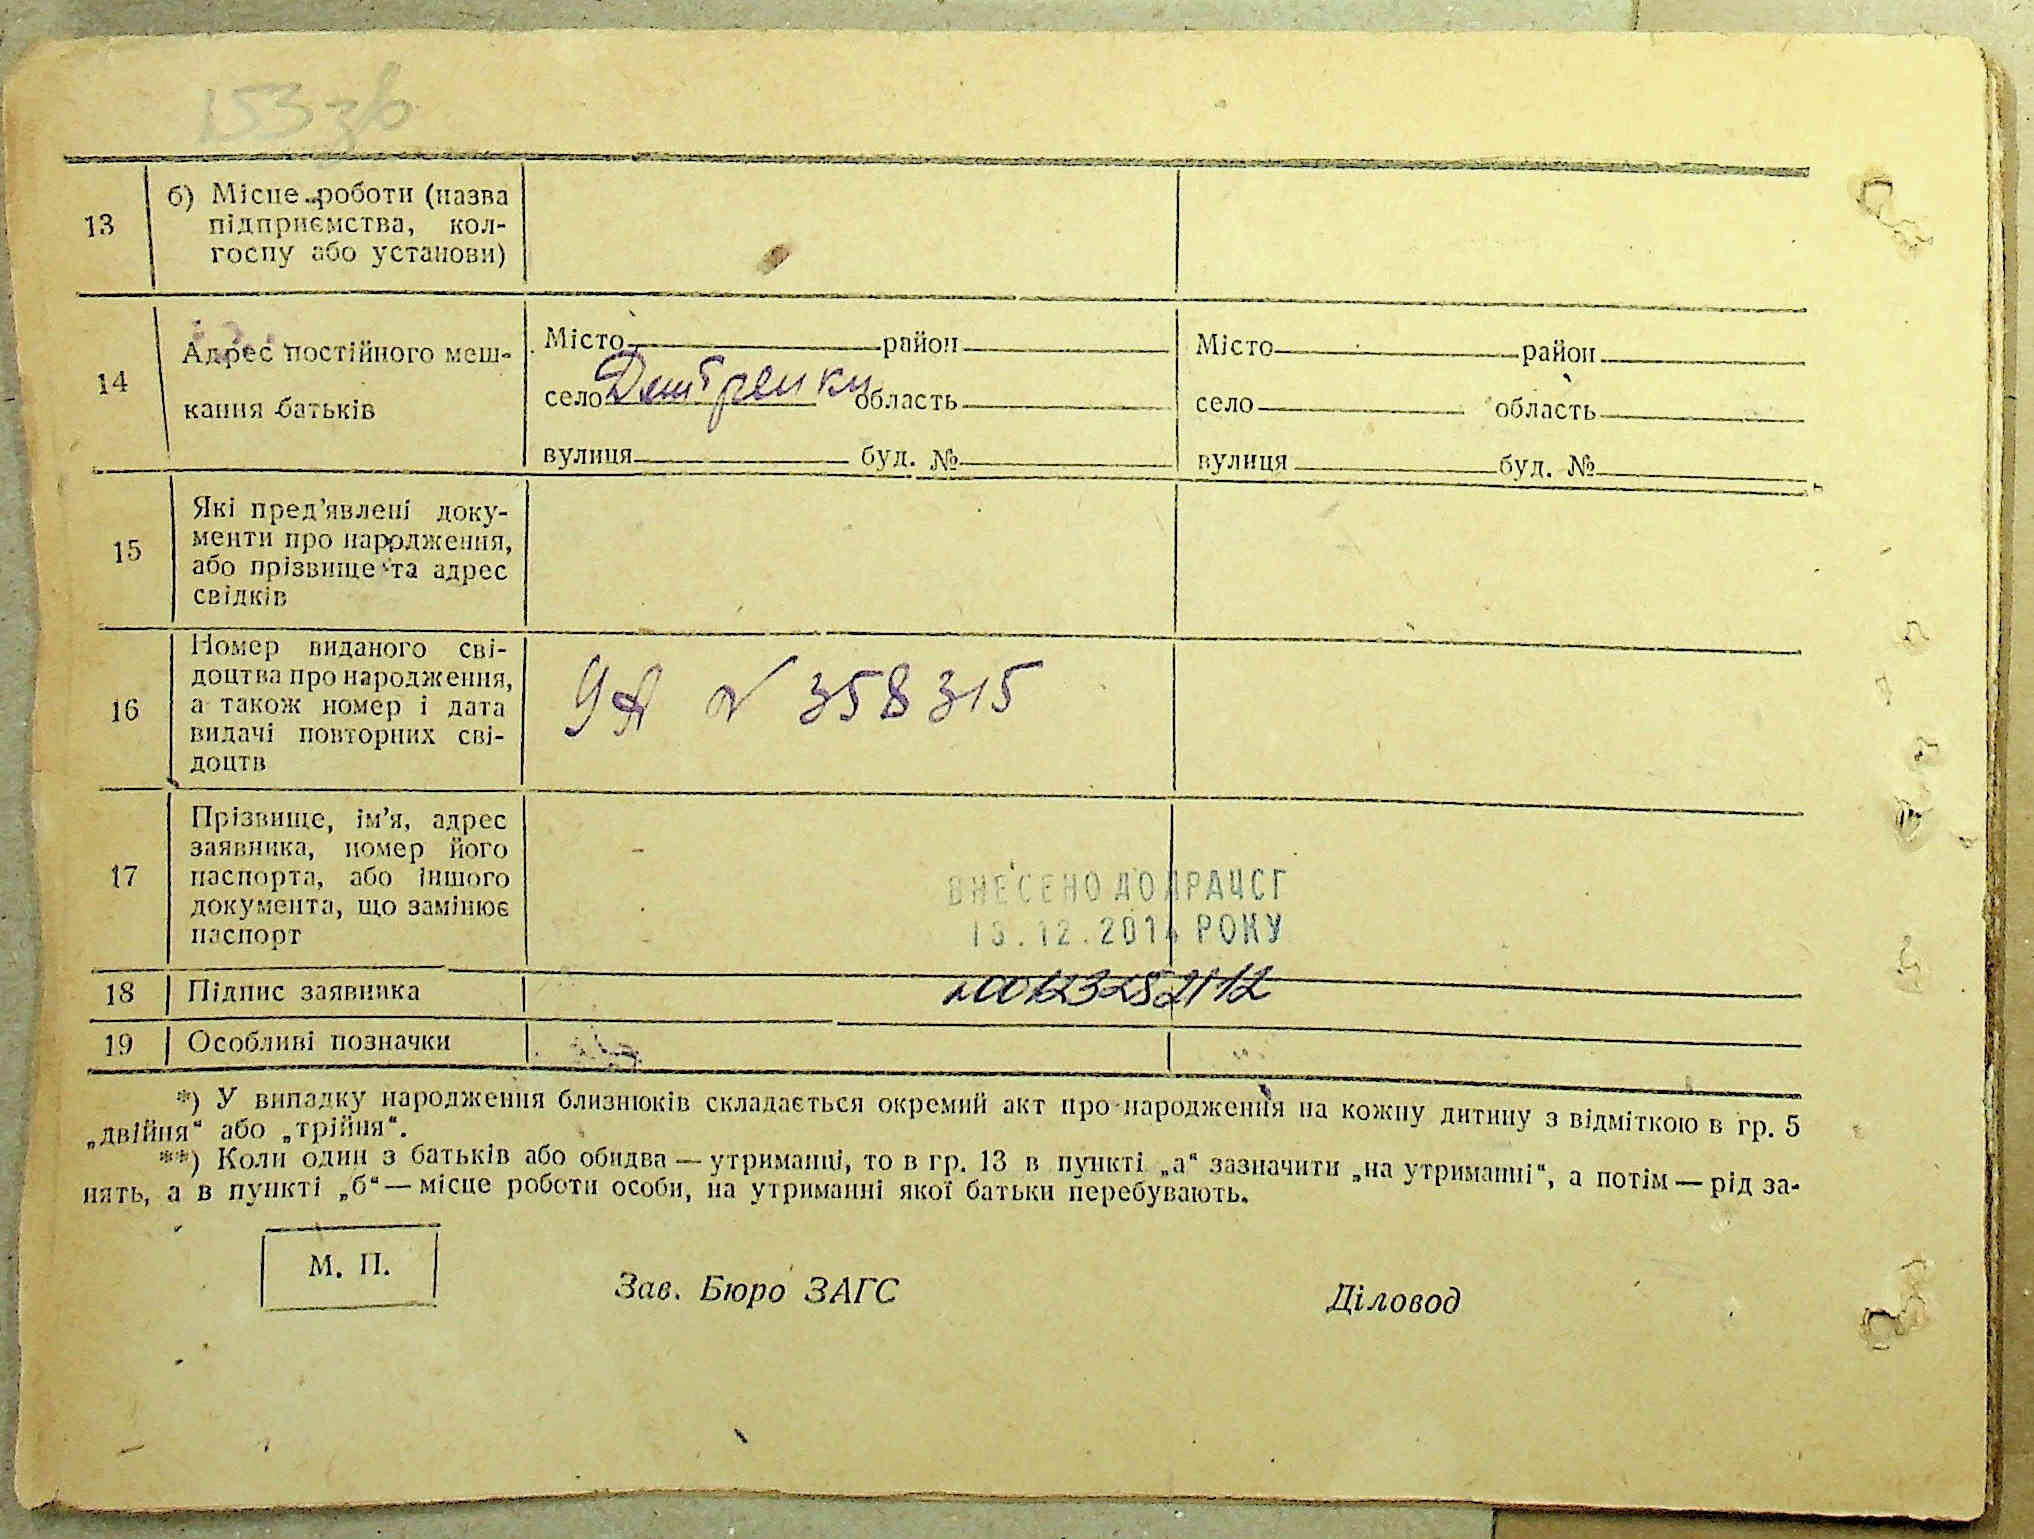 153 зв
13
б) Місце роботи (назва
підприємства, кол-
госпу або установи)
14
Адрес постійного меш-
кання батьків
Місто район
село область
вулиця буд. №
Місто район
село область
вулиця буд. №
15
Які пред'явлені доку-
менти про народження,
або прізвище та адрес
свідків
16
Номер виданого сві-
доцтва про народження,
а також номер і дата
видачі повторних сві-
доцтв
№ 358315
17
Прізвище, ім'я, адрес
заявника, номер його
паспорта, або іншого
документа, що замінює
паспорт
ВНЕСЕНО ДО ДРАЦСГ
.12.2014 РОКУ
18
Підпис заявника
19
Особливі позначки
*) У випадку народження близнюків складається окремий акт про народження на кожну дитину з відміткою в гр. 5
„двійня“ або „трійня“.
**) Коли один з батьків або обидва — утриманці, то в гр. 13 в пункті „а“ зазначити „на утриманні“, а потім — рід за-
нять, а в пункті „б“ — місце роботи особи, на утриманні якої батьки перебувають.
М. П.
Зав. Бюро ЗАГС
Діловод